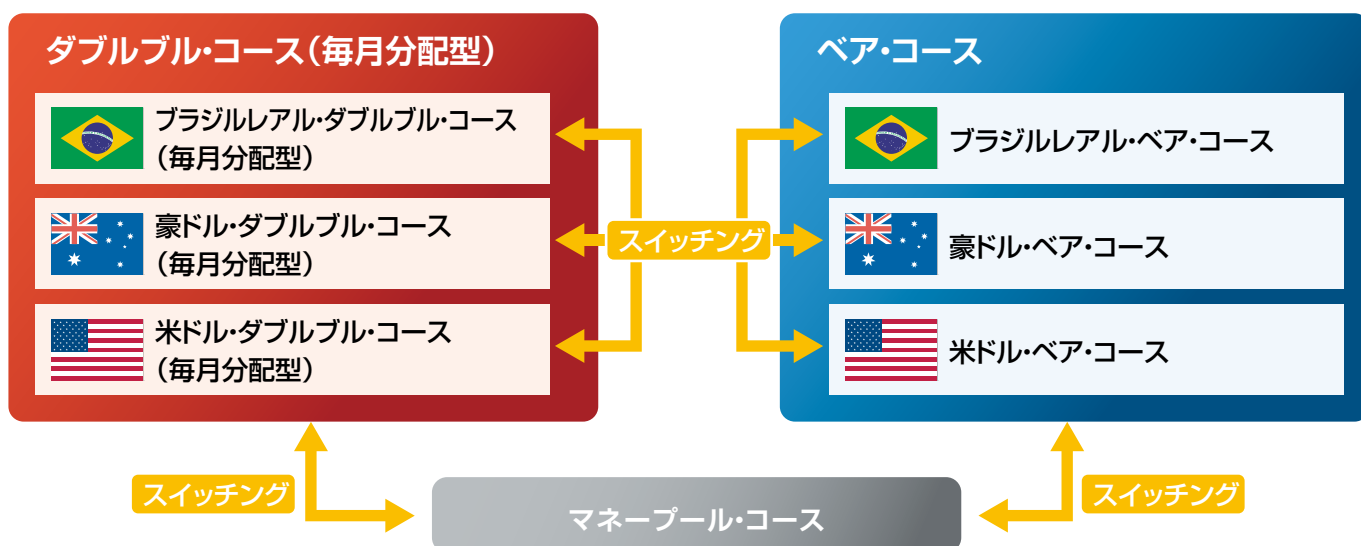 ダブルブル・コース（毎月分配型）
ブラジルレアル・ダブルブル・コース
（毎月分配型）
豪ドル・ダブルブル・コース
（毎月分配型）
米ドル・ダブルブル・コース
（毎月分配型）
スイッチング
ベア・コース
ブラジルレアル・ベア・コース
豪ドル・ベア・コース
米ドル・ベア・コース
スイッチング
マネープール・コース
スイッチング